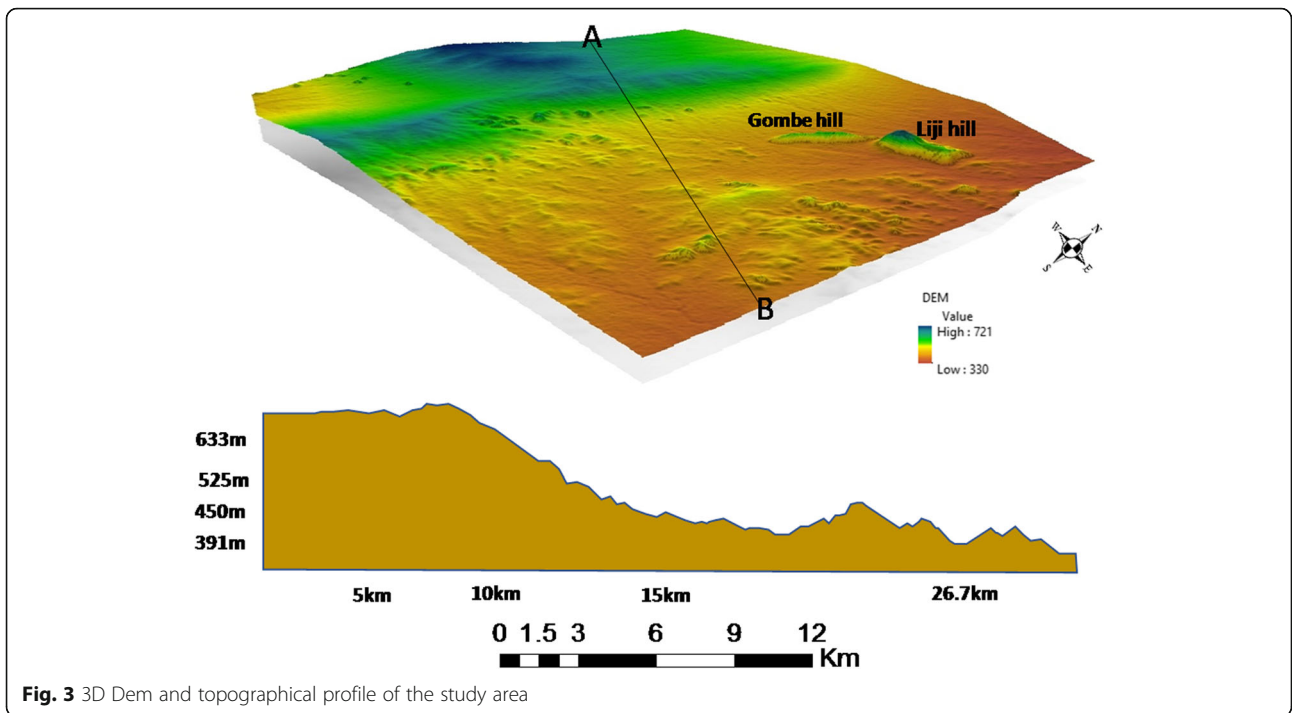 A
Gombe hill
Liji hill
W N
S E
B
DEM
Value
High : 721
Low : 330
633m
525m
450m
391m
5km 10km 15km 26.7km
0 1.5 3 6 9 12
Km
Fig. 3 3D Dem and topographical profile of the study area